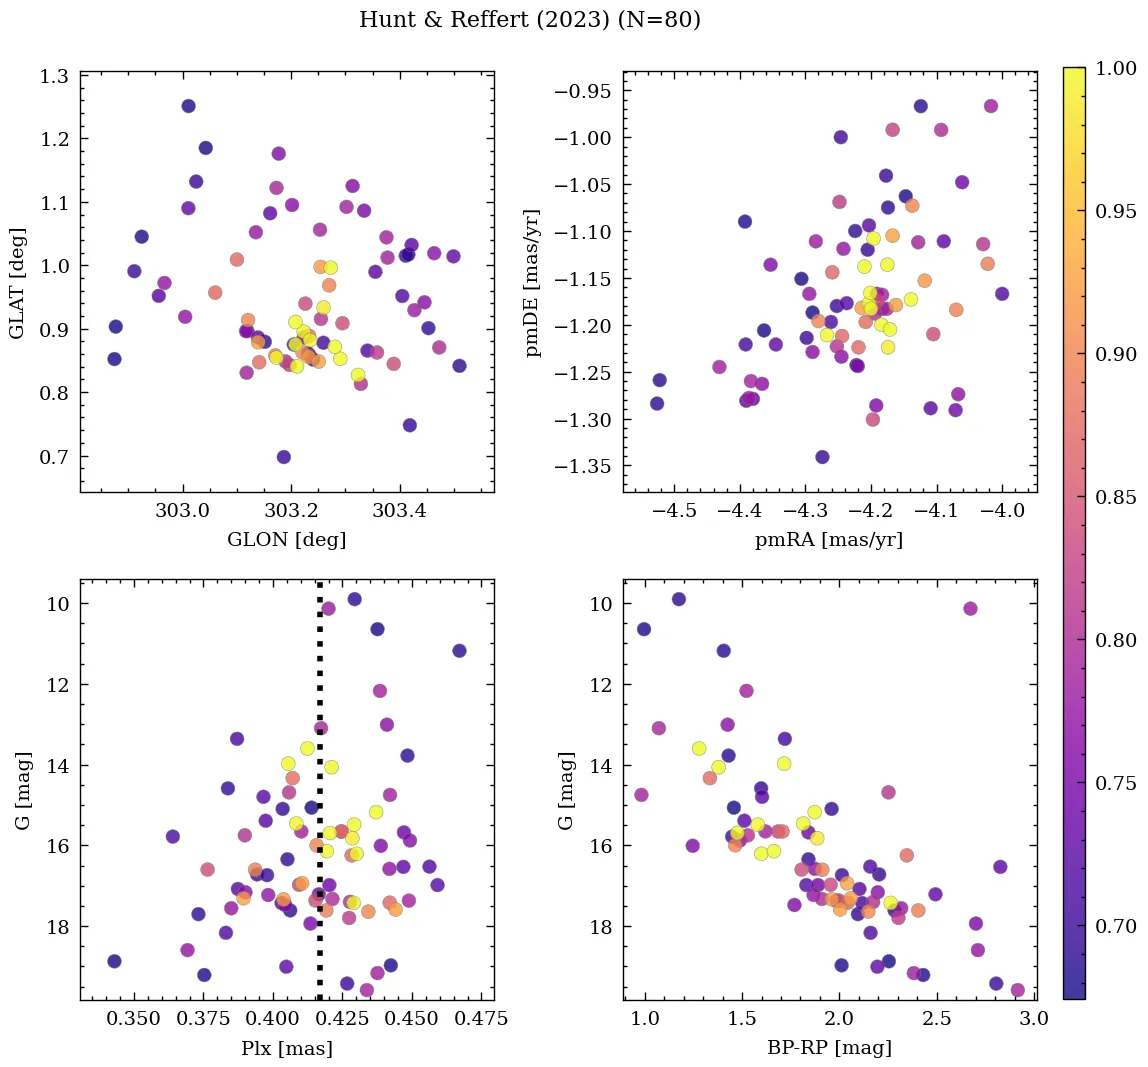 Hunt & Reffert (2023) (N=80)
1.3
1.2
1.1
1.0
0.9
0.8
0.7
GLAT [deg]
303.0 303.2 303.4
GLON [deg]
−0.95
−1.00
−1.05
−1.10
−1.15
−1.20
−1.25
−1.30
−1.35
pmDE [mas/yr]
−4.5 −4.4 −4.3 −4.2 −4.1 −4.0
pmRA [mas/yr]
10
12
14
16
18
G [mag]
0.350 0.375 0.400 0.425 0.450 0.475
Plx [mas]
10
12
14
16
18
G [mag]
1.0 1.5 2.0 2.5 3.0
BP-RP [mag]
1.00
0.95
0.90
0.85
0.80
0.75
0.70